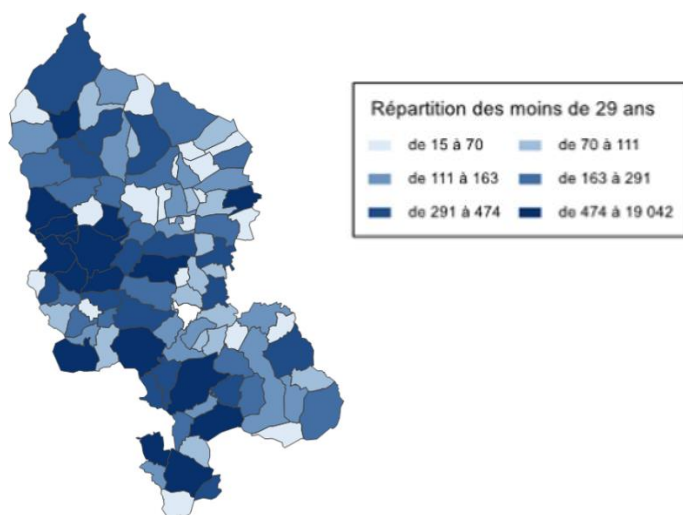 Répartition des moins de 29 ans
de 15 à 70 de 70 à 111
de 111 à 163 de 163 à 291
de 291 à 474 de 474 à 19 042